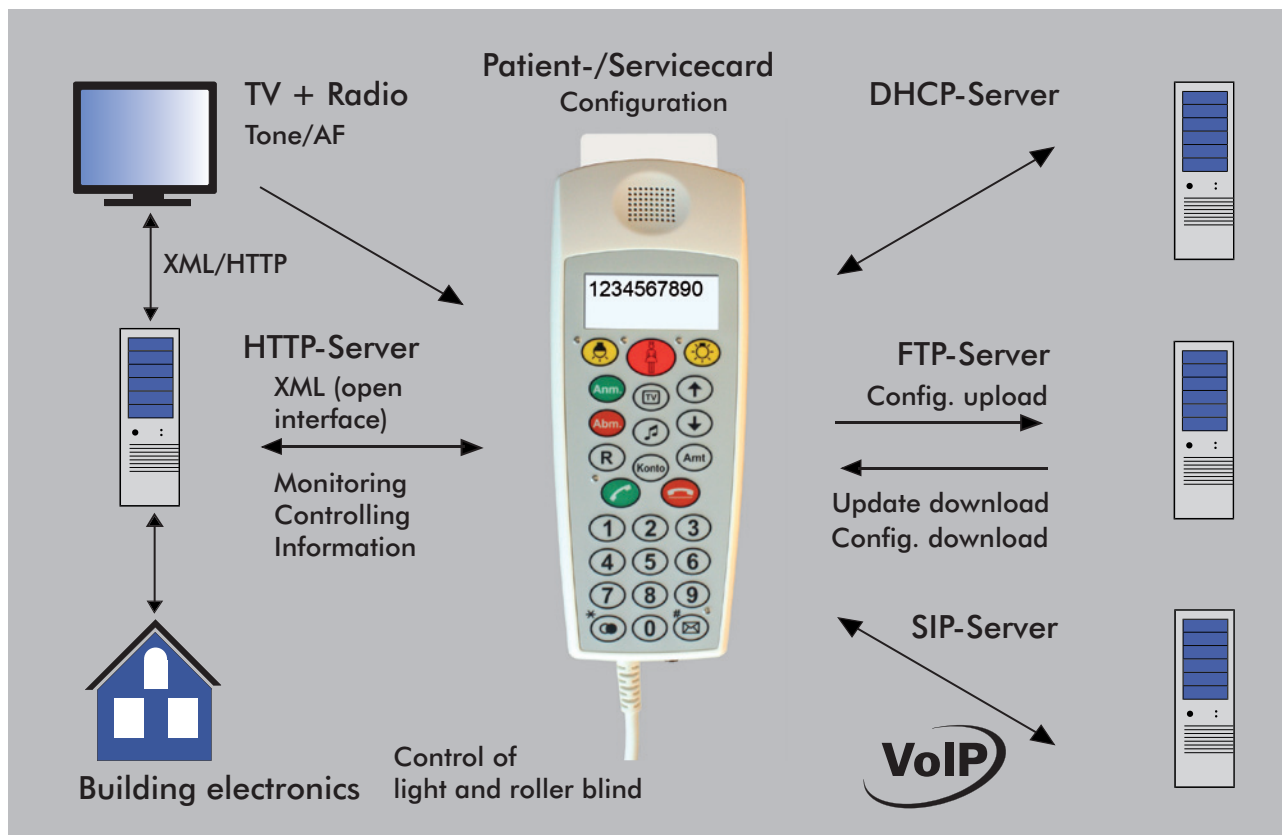 TV + Radio
Tone/AF
Patient-/Servicecard
Configuration
DHCP-Server
XML/HTTP
1234567890
HTTP-Server
XML (open
interface)
Monitoring
Controlling
Information
FTP-Server
Config. upload
Update download
Config. download
Anm.
TV
Abm.
R
Konto
Amt
1 2 3
4 5 6
7 8 9
* 0 #
SIP-Server
VoIP
Building electronics
Control of
light and roller blind